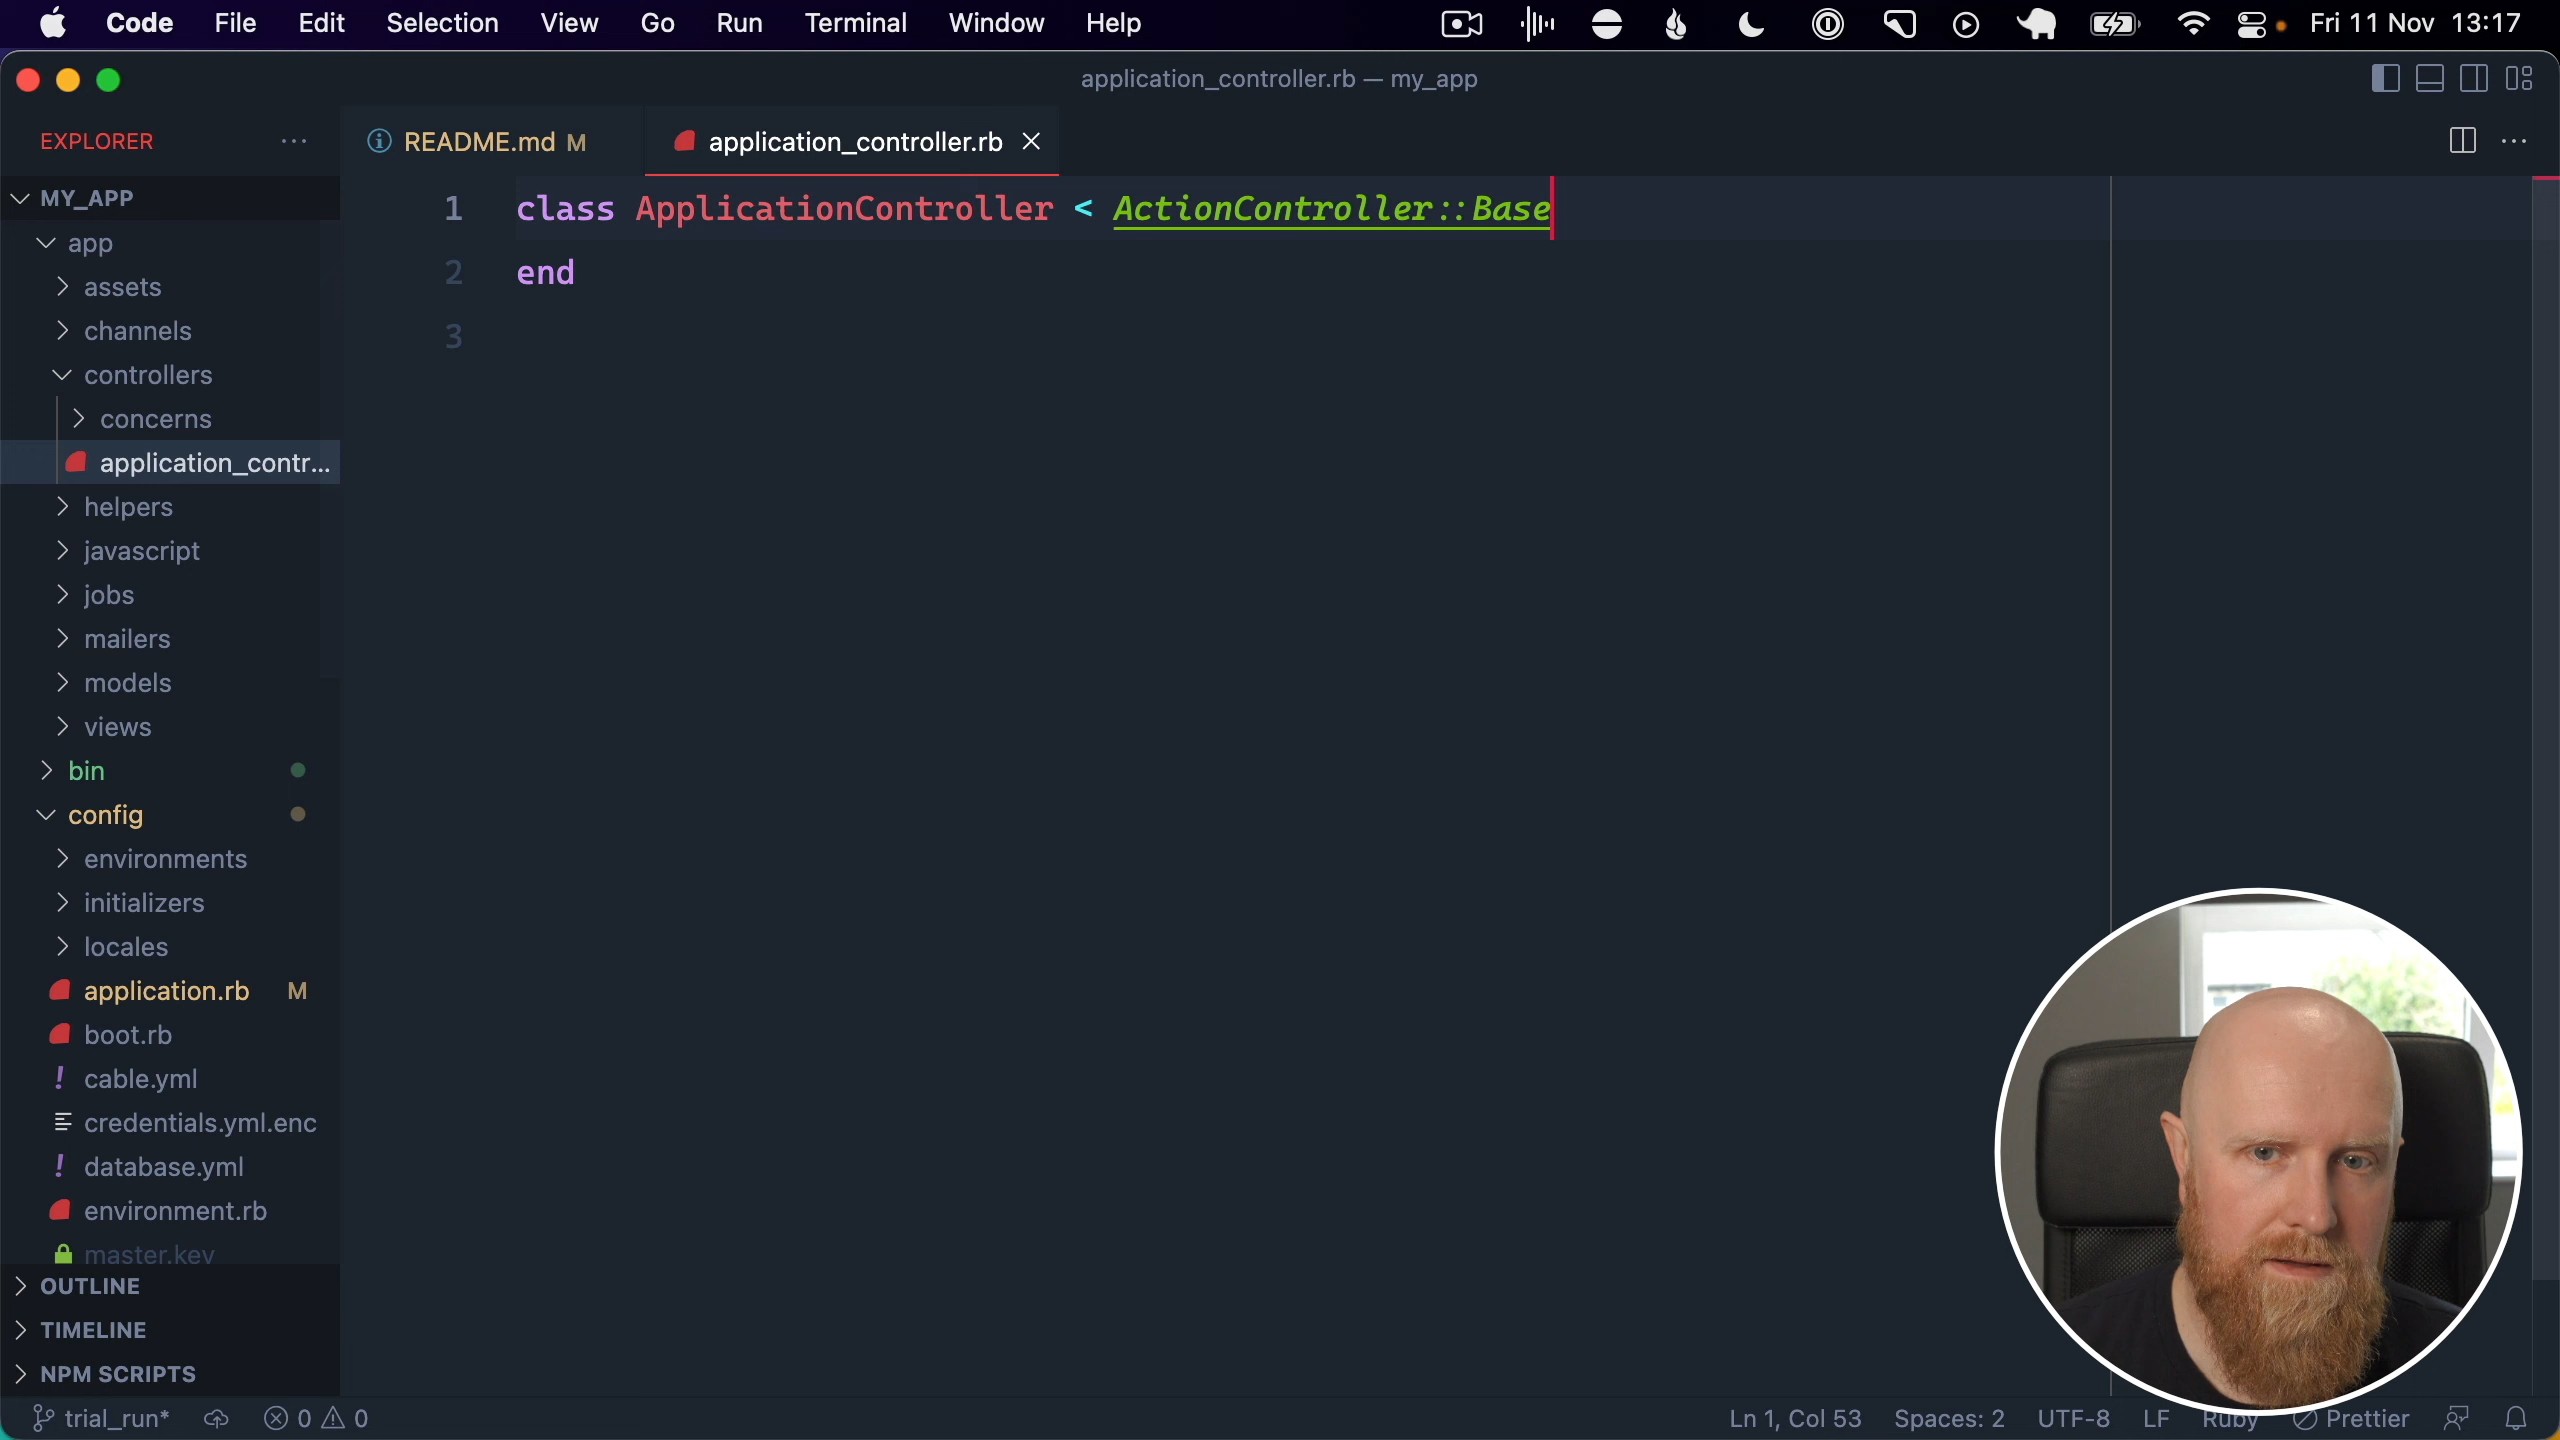 Code File Edit Selection View Go Run Terminal Window Help Fri 11 Nov 13:17
application_controller.rb — my_app
EXPLORER ···
README.md M
application_controller.rb
MY_APP
app
assets
channels
controllers
concerns
application_contr...
helpers
javascript
jobs
mailers
models
views
bin
config
environments
initializers
locales
application.rb M
boot.rb
! cable.yml
credentials.yml.enc
! database.yml
environment.rb
master.key
OUTLINE
TIMELINE
NPM SCRIPTS
1 class ApplicationController < ActionController::Base
2 end
3
trial_run* 0 0 Ln 1, Col 53 Spaces: 2 UTF-8 LF Ruby Prettier